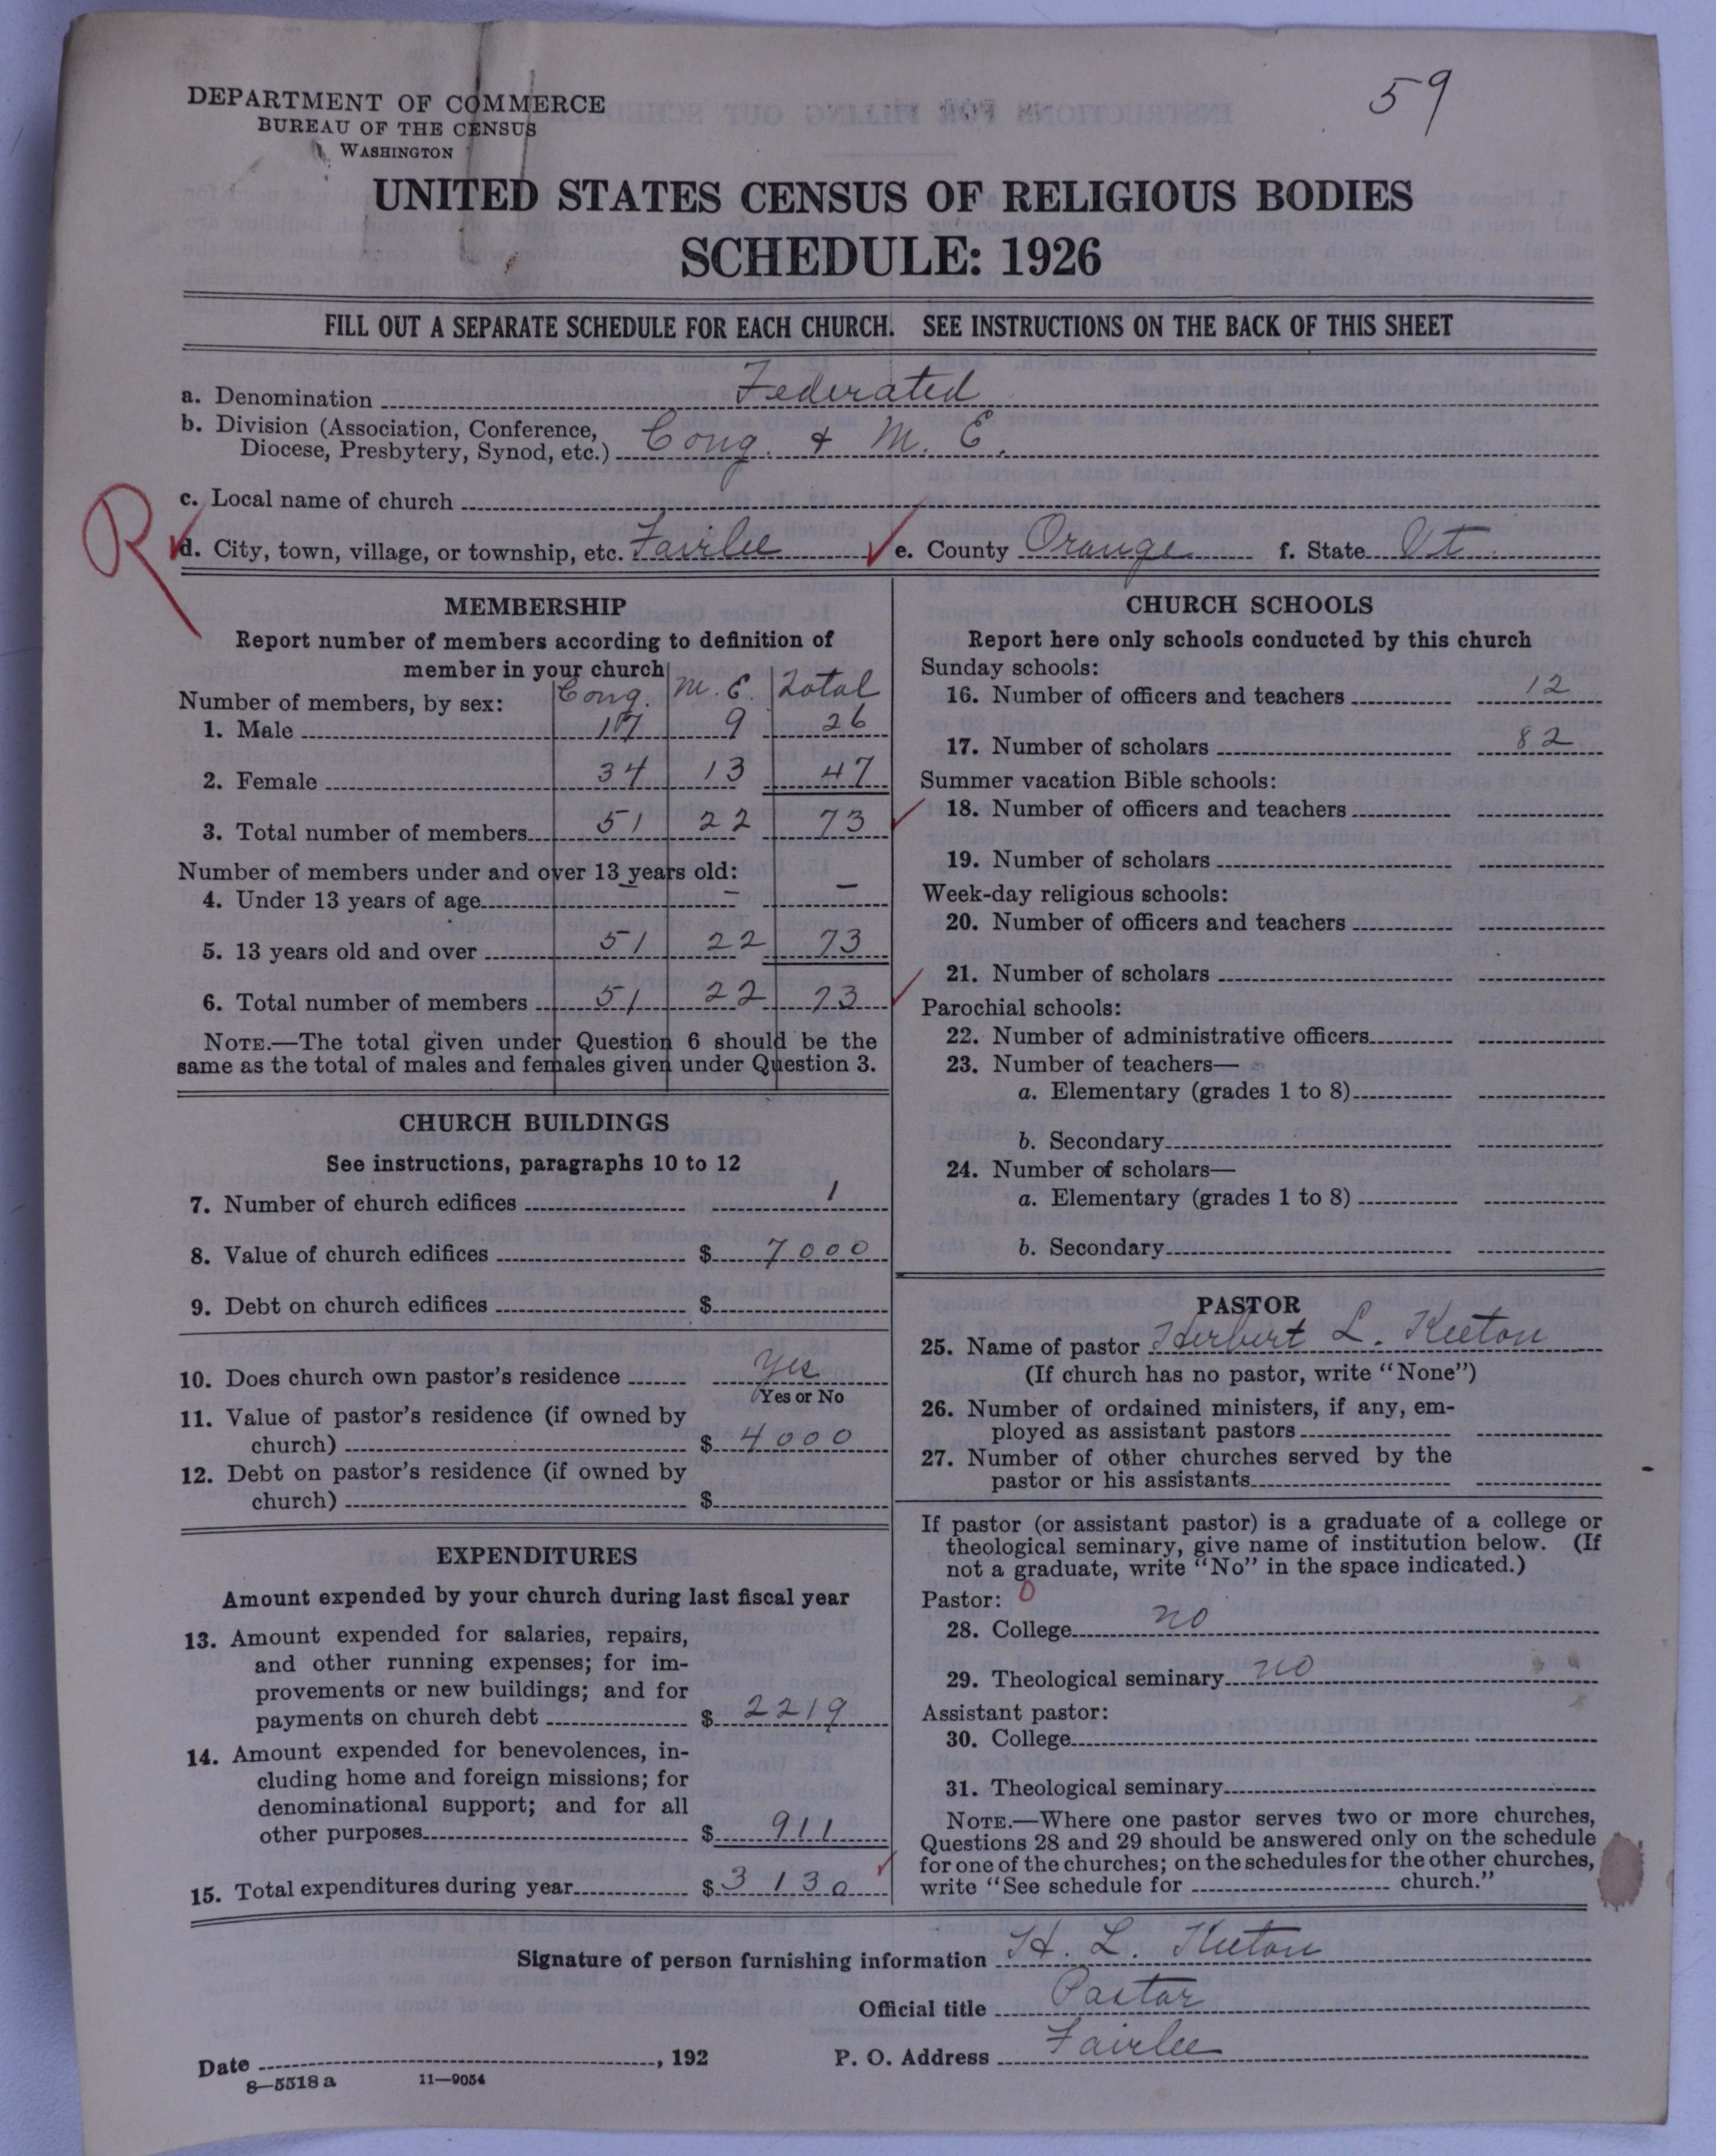 59
DEPARTMENT OF COMMERCE
BUREAU OF THE CENSUS
WASHINGTON
UNITED STATES CENSUS OF RELIGIOUS BODIES
SCHEDULE: 1926
FILL OUT A SEPARATE SCHEDULE FOR EACH CHURCH. SEE INSTRUCTIONS ON THE BACK OF THIS SHEET
a. Denomination Federated
b. Division (Association, Conference,
Diocese, Presbytery, Synod, etc.) Cong. & M. E.
c. Local name of church
R
d. City, town, village, or township, etc. Fairlee e. County Orange f. State Vt
MEMBERSHIP
Report number of members according to definition of
member in your church
Cong. M. E. Total
Number of members, by sex:
1. Male 17 9 26
2. Female 34 13 47
3. Total number of members 51 22 73
Number of members under and over 13 years old:
4. Under 13 years of age – – –
5. 13 years old and over 51 22 73
6. Total number of members 51 22 73
NOTE.—The total given under Question 6 should be the
same as the total of males and females given under Question 3.
CHURCH BUILDINGS
See instructions, paragraphs 10 to 12
7. Number of church edifices 1
8. Value of church edifices $ 7000
9. Debt on church edifices $
10. Does church own pastor's residence Yes
Yes or No
11. Value of pastor's residence (if owned by
church) $ 4000
12. Debt on pastor's residence (if owned by
church) $
EXPENDITURES
Amount expended by your church during last fiscal year
13. Amount expended for salaries, repairs,
and other running expenses; for im-
provements or new buildings; and for
payments on church debt $ 2219
14. Amount expended for benevolences, in-
cluding home and foreign missions; for
denominational support; and for all
other purposes $ 911
15. Total expenditures during year $ 3130
CHURCH SCHOOLS
Report here only schools conducted by this church
Sunday schools:
16. Number of officers and teachers 12
17. Number of scholars 82
Summer vacation Bible schools:
18. Number of officers and teachers
19. Number of scholars
Week-day religious schools:
20. Number of officers and teachers
21. Number of scholars
Parochial schools:
22. Number of administrative officers
23. Number of teachers—
a. Elementary (grades 1 to 8)
b. Secondary
24. Number of scholars—
a. Elementary (grades 1 to 8)
b. Secondary
PASTOR
25. Name of pastor Herbert L. Keeton
(If church has no pastor, write "None")
26. Number of ordained ministers, if any, em-
ployed as assistant pastors
27. Number of other churches served by the
pastor or his assistants
If pastor (or assistant pastor) is a graduate of a college or
theological seminary, give name of institution below. (If
not a graduate, write "No" in the space indicated.)
Pastor: 0
28. College no
29. Theological seminary no
Assistant pastor:
30. College
31. Theological seminary
NOTE.—Where one pastor serves two or more churches,
Questions 28 and 29 should be answered only on the schedule
for one of the churches; on the schedules for the other churches,
write "See schedule for church."
Signature of person furnishing information H. L. Keeton
Official title Pastor
Date , 192 P. O. Address Fairlee
8—5518 a 11—9054